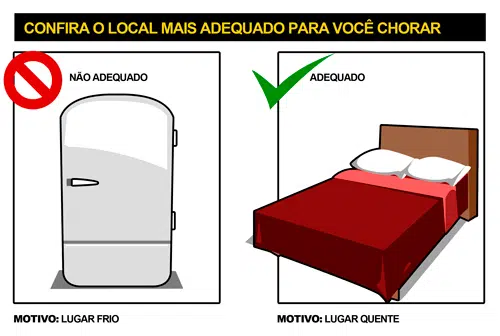 CONFIRA O LOCAL MAIS ADEQUADO PARA VOCÊ CHORAR
NÃO ADEQUADO
ADEQUADO
MOTIVO: LUGAR FRIO
MOTIVO: LUGAR QUENTE